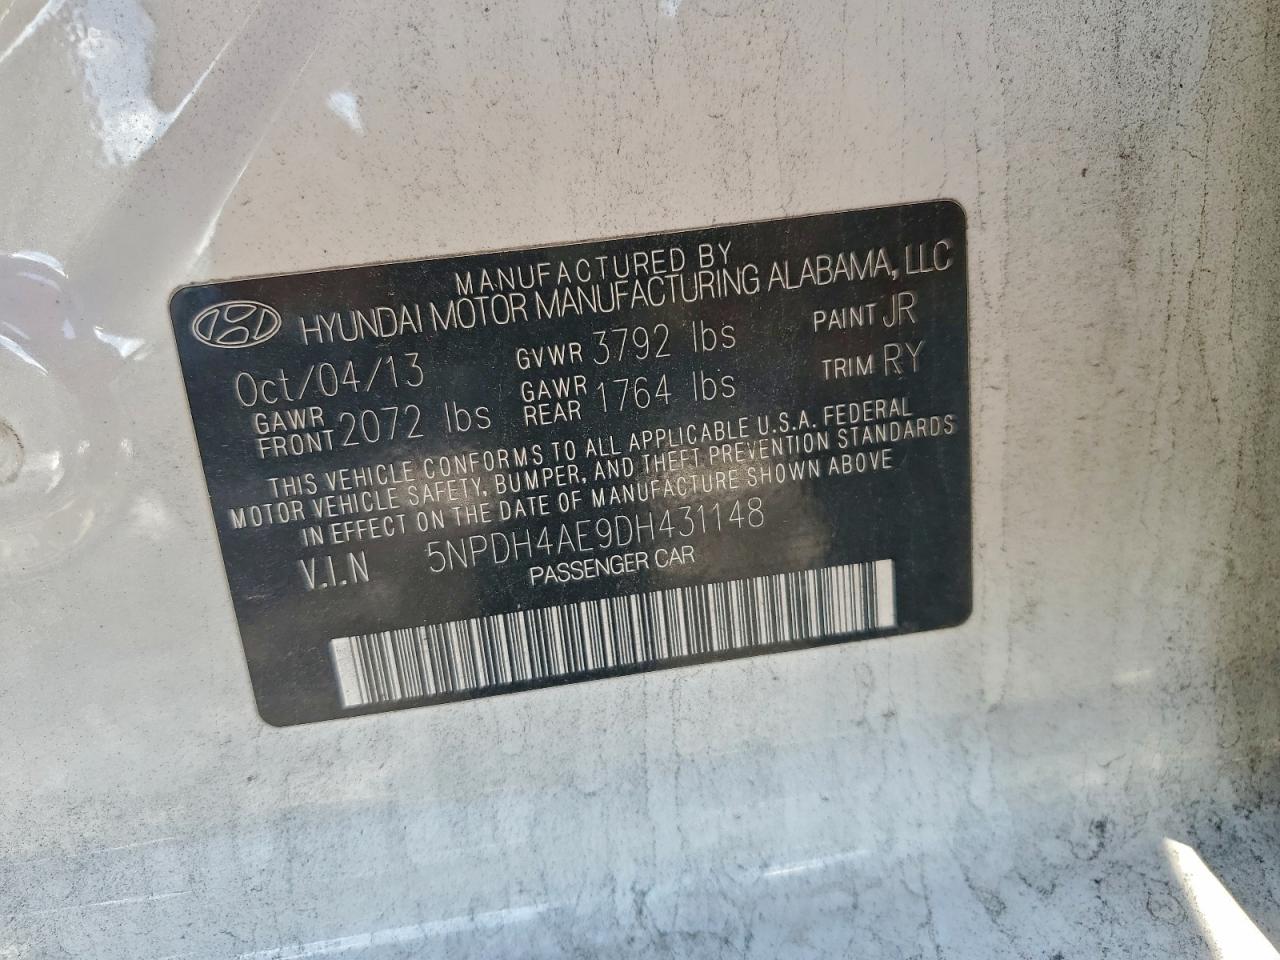 MANUFACTURED BY
HYUNDAI MOTOR MANUFACTURING ALABAMA, LLC
Oct/04/13 GVWR 3792 lbs PAINT JR
GAWR FRONT 2072 lbs GAWR REAR 1764 lbs TRIM RY
THIS VEHICLE CONFORMS TO ALL APPLICABLE U.S.A. FEDERAL
MOTOR VEHICLE SAFETY, BUMPER, AND THEFT PREVENTION STANDARDS
IN EFFECT ON THE DATE OF MANUFACTURE SHOWN ABOVE
V.I.N 5NPDH4AE9DH431148
PASSENGER CAR